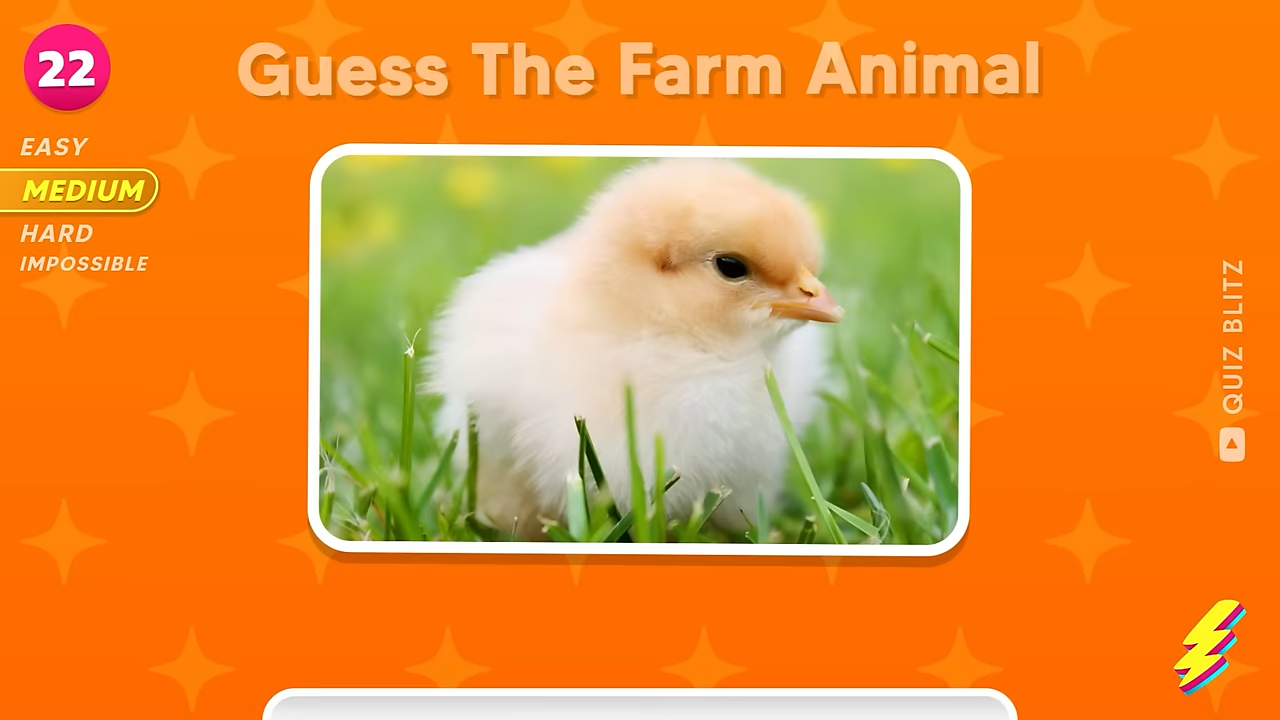 22
Guess The Farm Animal
EASY
MEDIUM
HARD
IMPOSSIBLE
QUIZ BLITZ